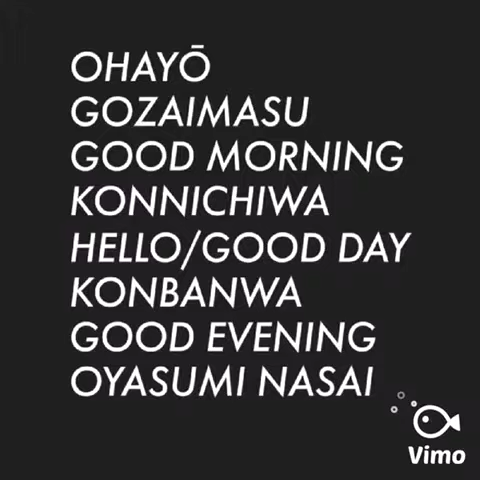 OHAYŌ
GOZAIMASU
GOOD MORNING
KONNICHIWA
HELLO/GOOD DAY
KONBANWA
GOOD EVENING
OYASUMI NASAI
Vimo